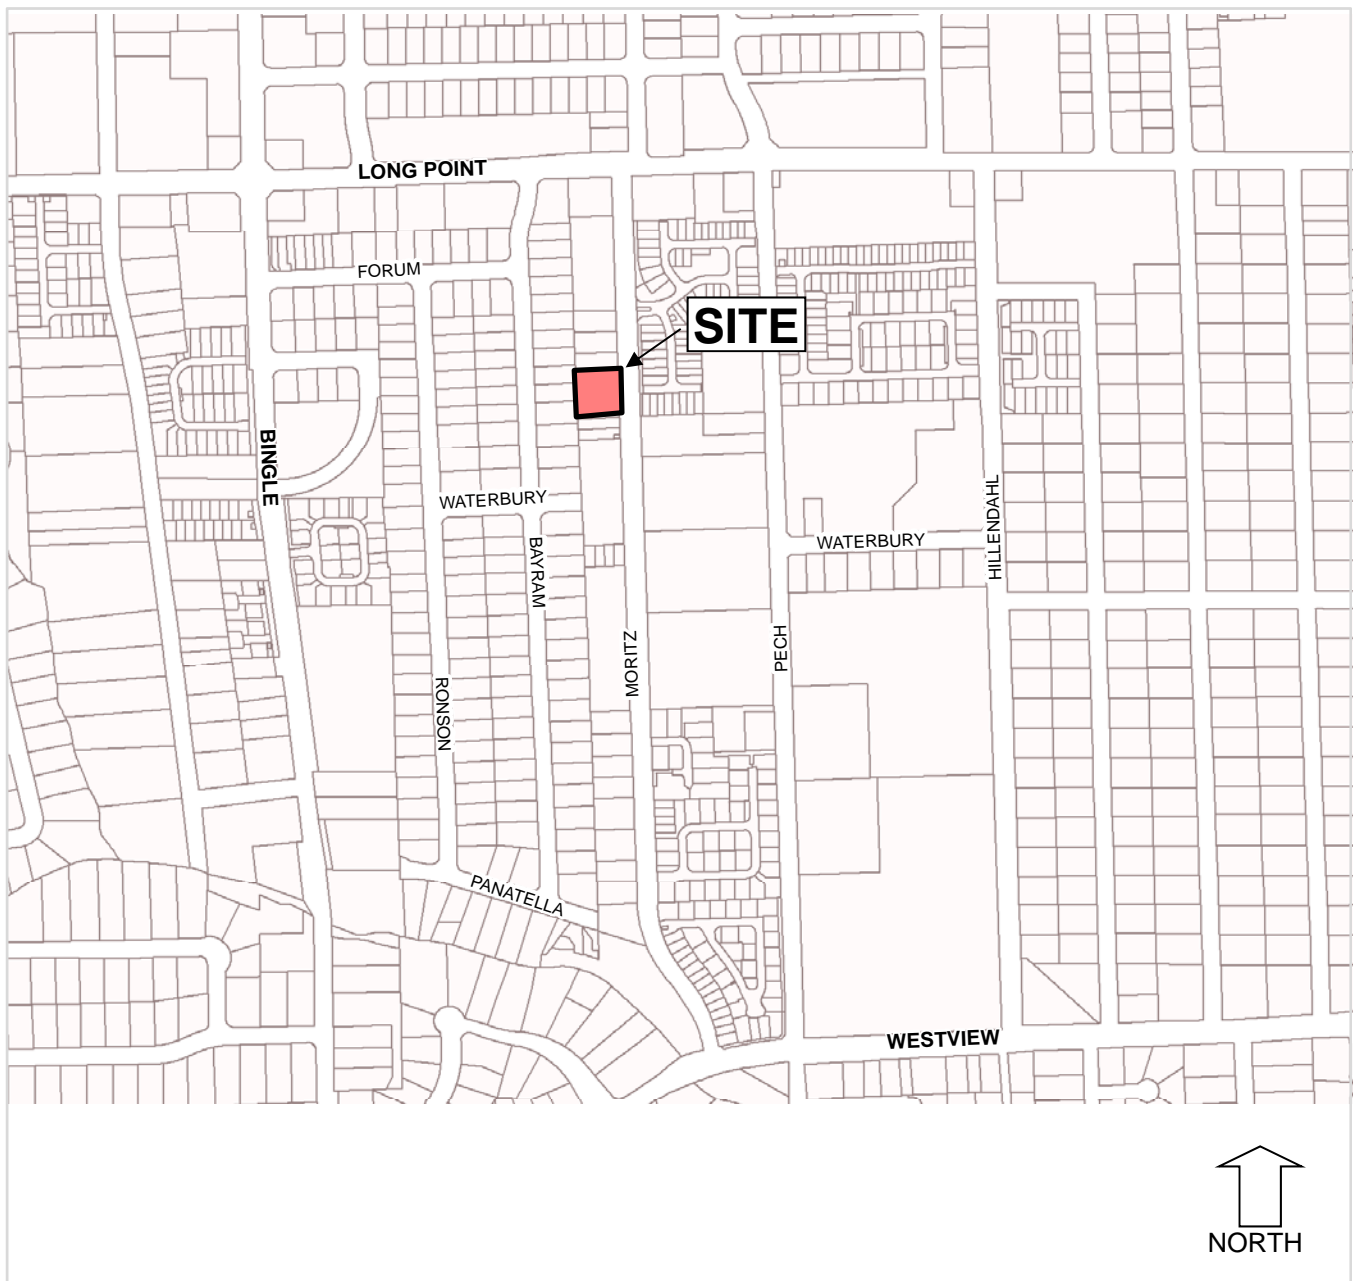 LONG POINT
FORUM
SITE
BINGLE
WATERBURY
HILLENDAHL
BAYRAM
WATERBURY
PECH
MORITZ
RONSON
PANATELLA
WESTVIEW
NORTH